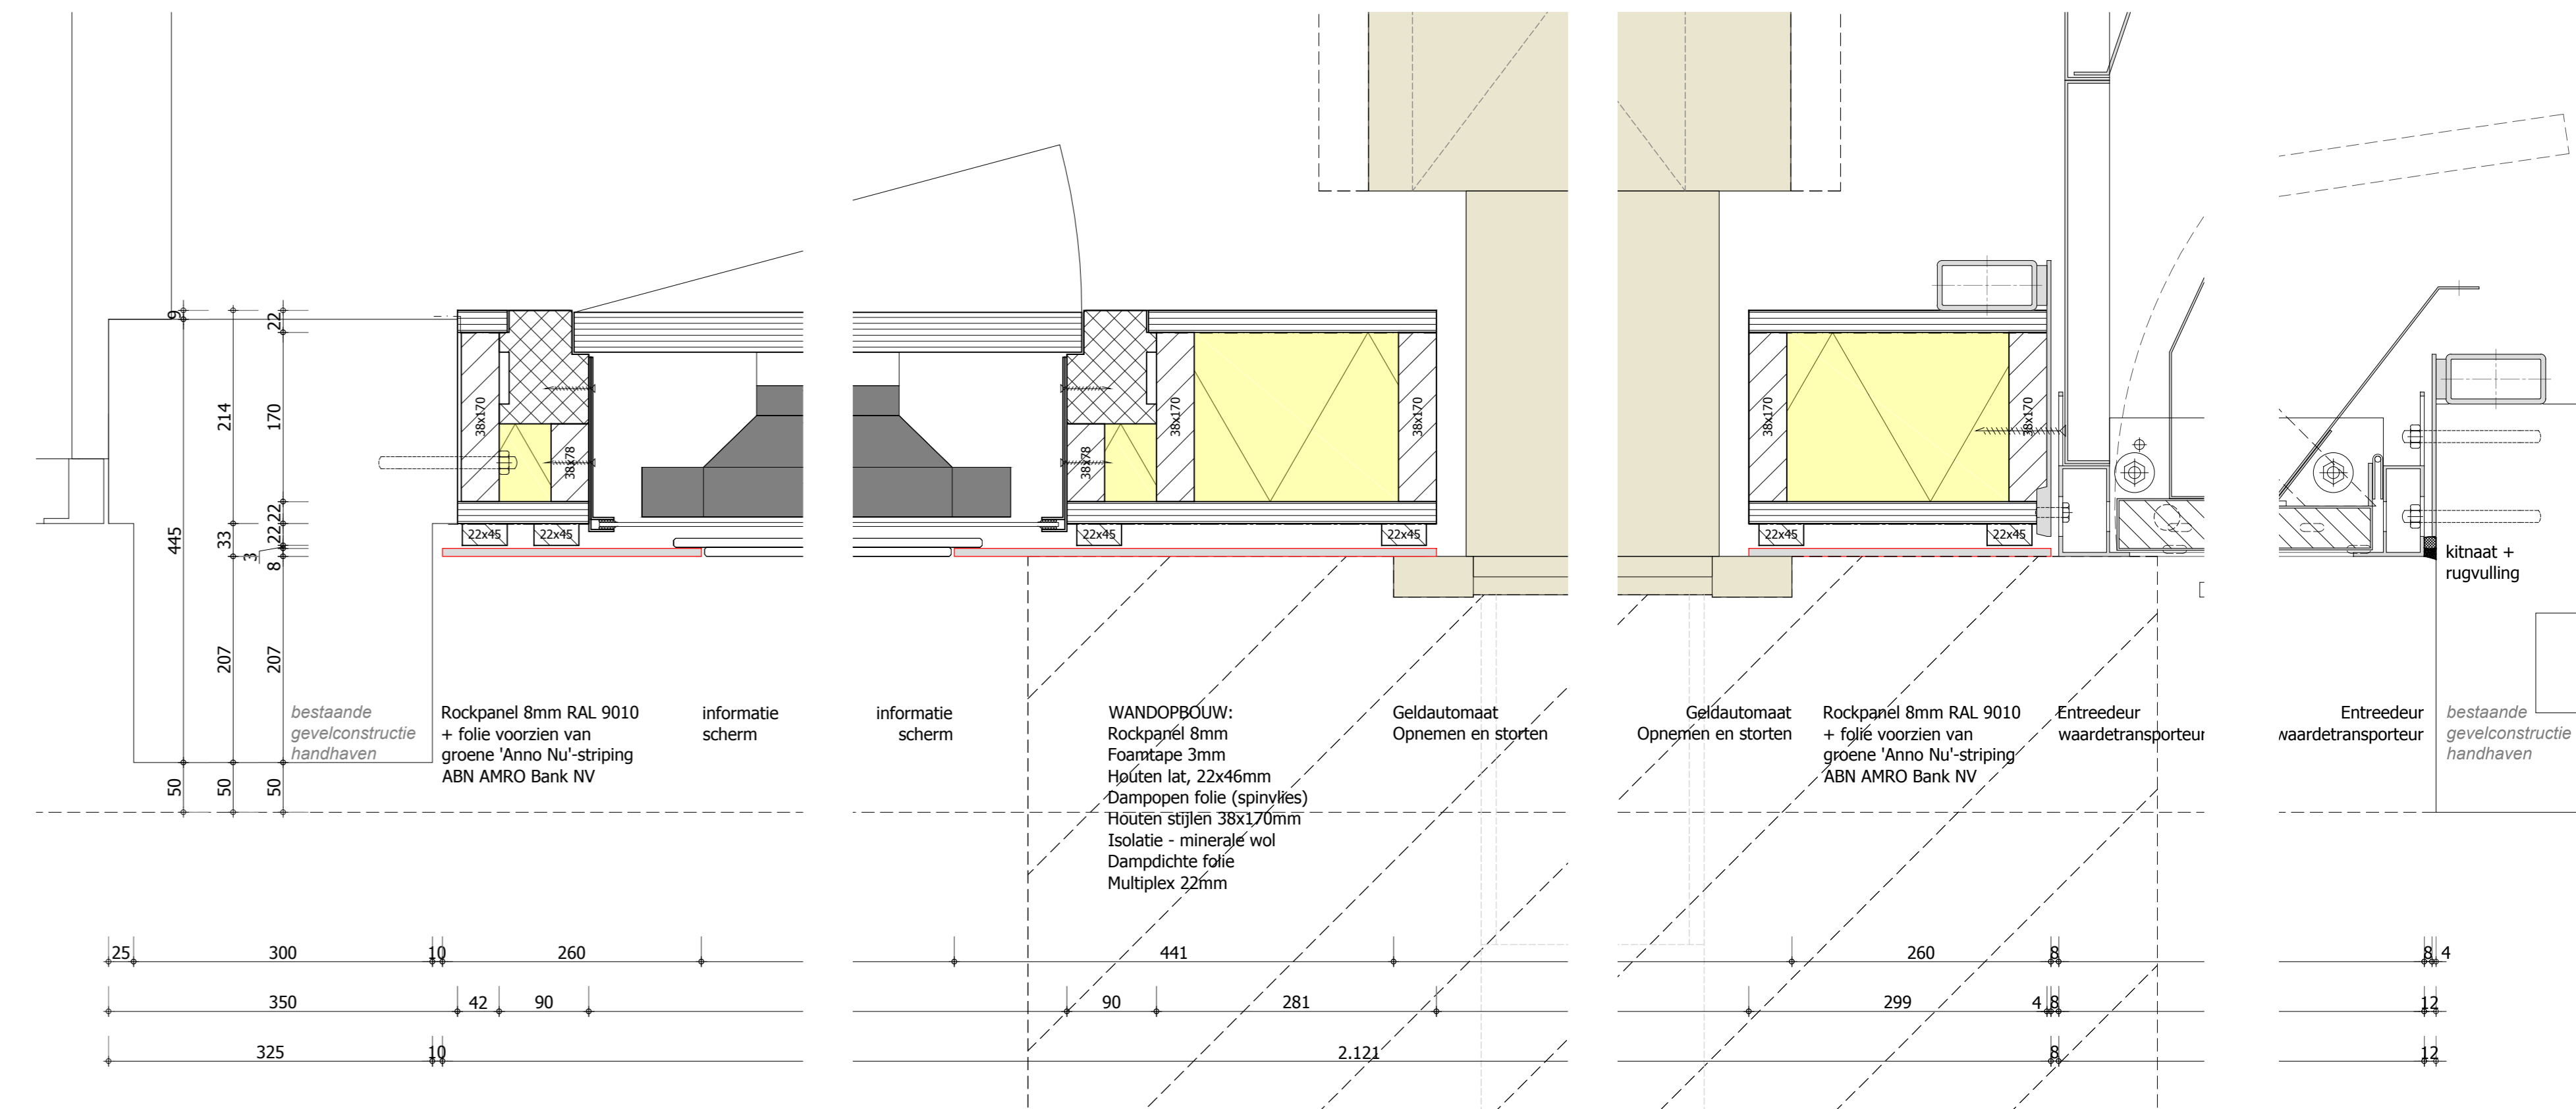 9
22
214
170
38x170
38x78
38x78
38x170
38x170
38x170
38x170
445
33
22
22
3
8
22x45
22x45
22x45
22x45
22x45
22x45
kitnaat +
rugvulling
207
207
50
50
50
bestaande
gevelconstructie
handhaven
Rockpanel 8mm RAL 9010
+ folie voorzien van
groene 'Anno Nu'-striping
ABN AMRO Bank NV
informatie
scherm
informatie
scherm
WANDOPBOUW:
Rockpanel 8mm
Foamtape 3mm
Houten lat, 22x46mm
Dampopen folie (spinvlies)
Houten stijlen 38x170mm
Isolatie - minerale wol
Dampdichte folie
Multiplex 22mm
Geldautomaat
Opnemen en storten
Geldautomaat
Opnemen en storten
Rockpanel 8mm RAL 9010
+ folie voorzien van
groene 'Anno Nu'-striping
ABN AMRO Bank NV
Entreedeur
waardetransporteur
Entreedeur
waardetransporteur
bestaande
gevelconstructie
handhaven
25 300 10 260 441 260 8 8 4
350 42 90 90 281 299 4 8 12
325 10 2.121 8 12